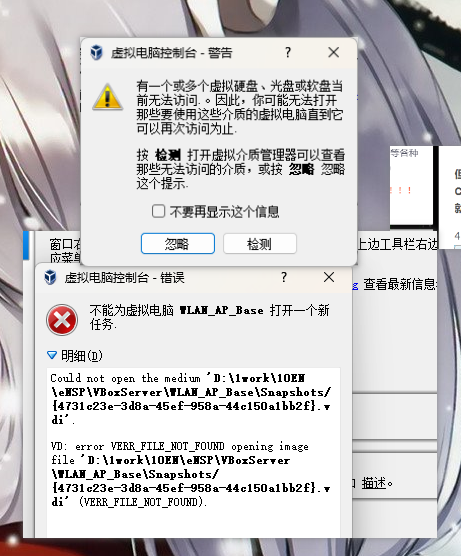 虚拟电脑控制台 - 警告
有一个或多个虚拟硬盘、光盘或软盘当
前无法访问.。因此，你可能无法打开
那些要使用这些介质的虚拟电脑直到它
可以再次访问为止.
按 检测 打开虚拟介质管理器可以查看
那些无法访问的介质，或按 忽略 忽略
这个提示.
不要再显示这个信息
忽略
检测
等各种
！！！
4
窗口右
上边工具栏右边
应菜单
g 查看最新信息
虚拟电脑控制台 - 错误
不能为虚拟电脑 WLAN_AP_Base 打开一个新
任务.
明细(D)
Could not open the medium 'D:\1work\1OEN
\eNSP\VBoxServer\WLAN_AP_Base\Snapshots/
{4731c23e-3d8a-45ef-958a-44c150a1bb2f}.v
di'.
VD: error VERR_FILE_NOT_FOUND opening image
file 'D:\1work\1OEN\eNSP\VBoxServer
\WLAN_AP_Base\Snapshots/
{4731c23e-3d8a-45ef-958a-44c150a1bb2f}.v
di' (VERR_FILE_NOT_FOUND).
描述。